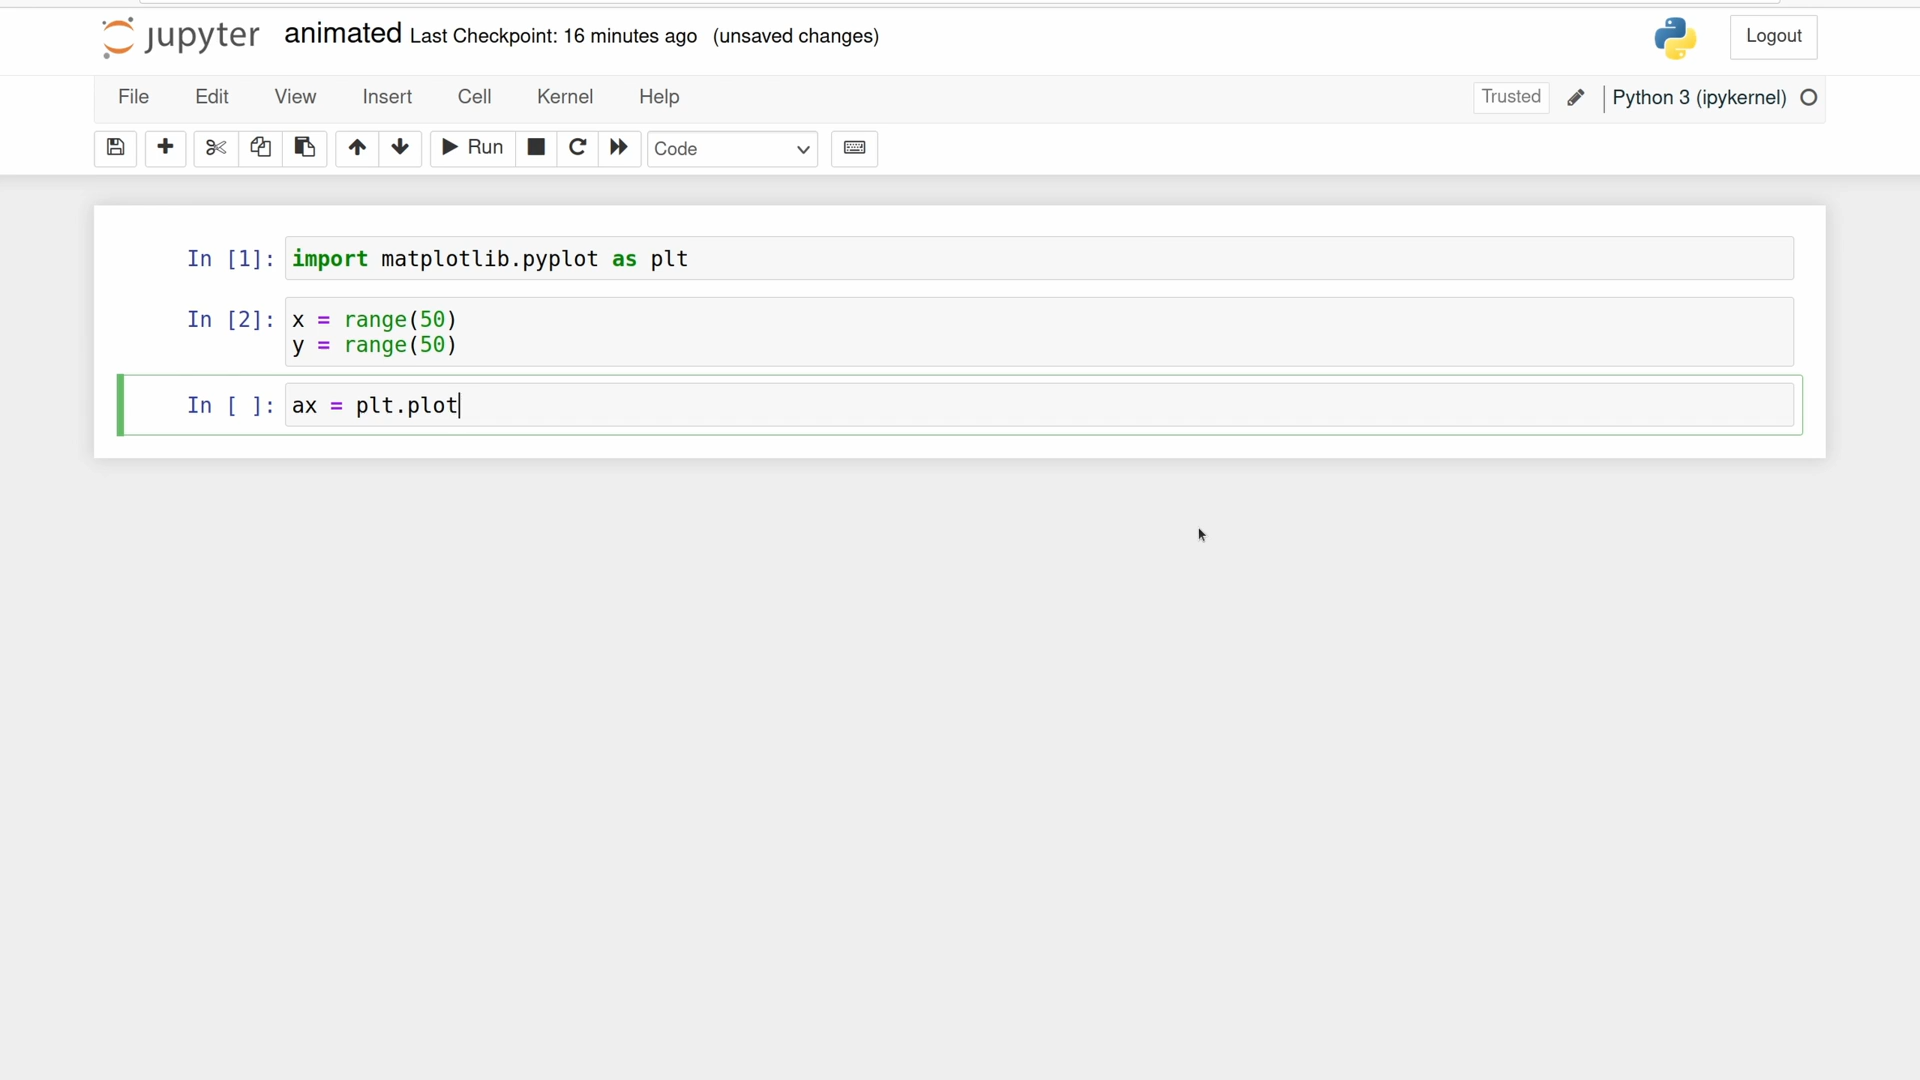 jupyter animated Last Checkpoint: 16 minutes ago (unsaved changes) Logout
File Edit View Insert Cell Kernel Help Trusted Python 3 (ipykernel)
Run Code
In [1]: import matplotlib.pyplot as plt
In [2]: x = range(50)
y = range(50)
In [ ]: ax = plt.plot